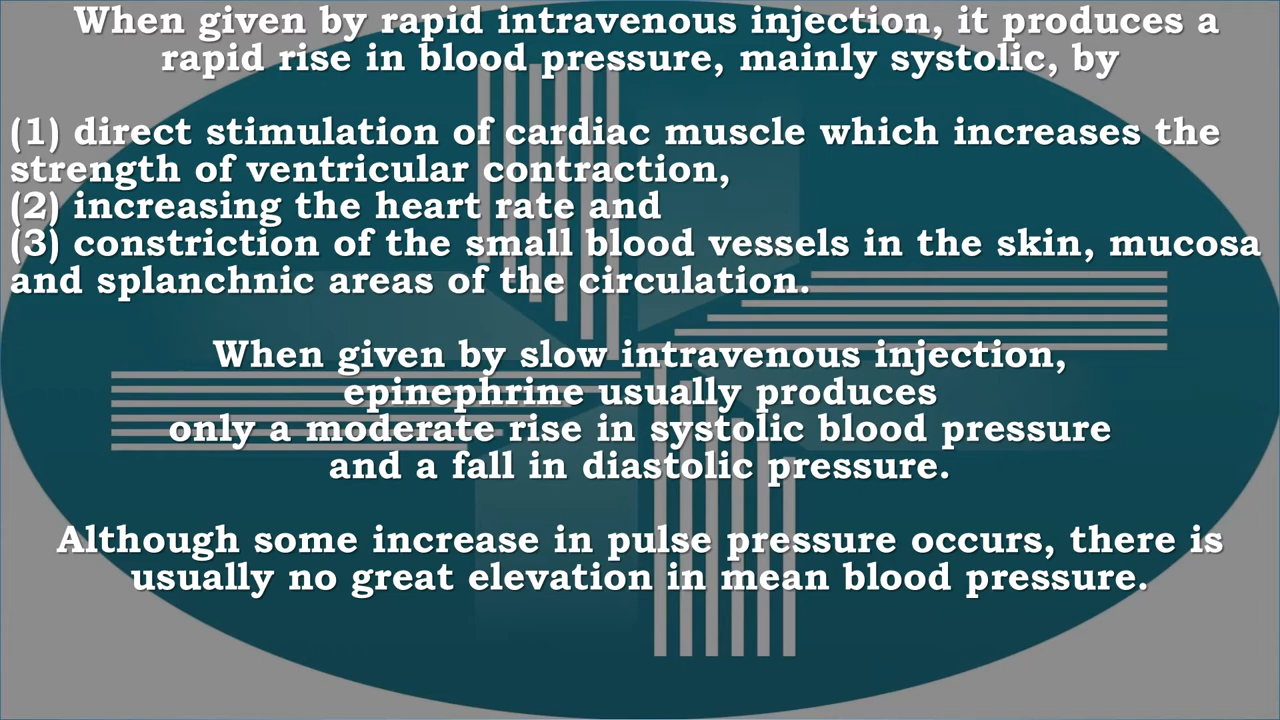 When given by rapid intravenous injection, it produces a
rapid rise in blood pressure, mainly systolic, by
(1) direct stimulation of cardiac muscle which increases the
strength of ventricular contraction,
(2) increasing the heart rate and
(3) constriction of the small blood vessels in the skin, mucosa
and splanchnic areas of the circulation.
When given by slow intravenous injection,
epinephrine usually produces
only a moderate rise in systolic blood pressure
and a fall in diastolic pressure.
Although some increase in pulse pressure occurs, there is
usually no great elevation in mean blood pressure.